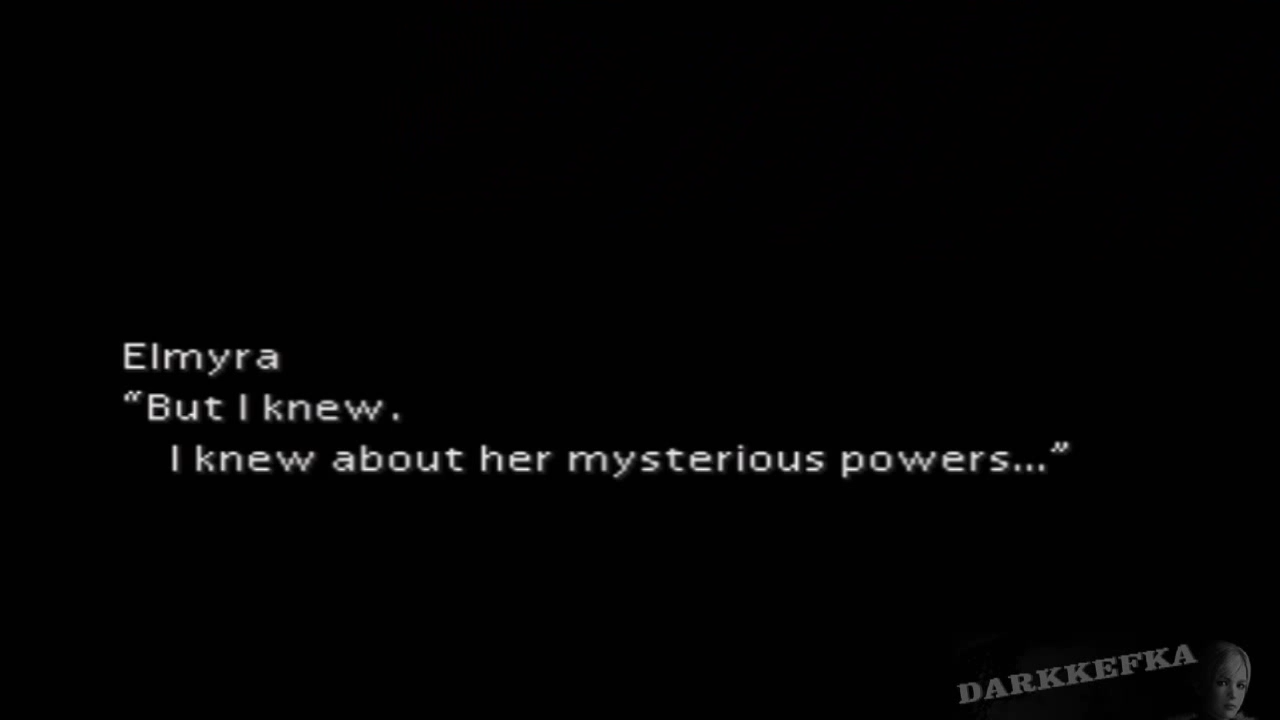 Elmyra
“But I knew.
I knew about her mysterious powers...”
DARKKEFKA